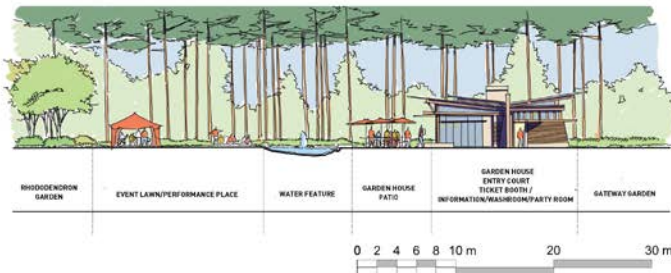 RHODODENDRON
GARDEN
EVENT LAWN/PERFORMANCE PLACE
WATER FEATURE
GARDEN HOUSE
PATIO
GARDEN HOUSE
ENTRY COURT
TICKET BOOTH /
INFORMATION/WASHROOM/PARTY ROOM
GATEWAY GARDEN
0 2 4 6 8 10 m 20 30 m